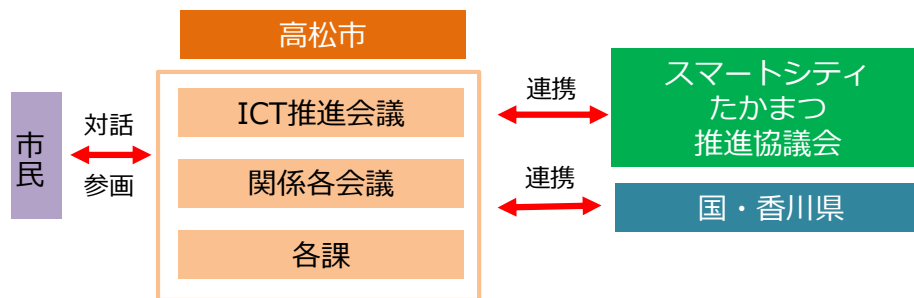 高松市
市民
対話
参画
ICT推進会議
関係各会議
各課
連携
連携
スマートシティ
たかまつ
推進協議会
国・香川県